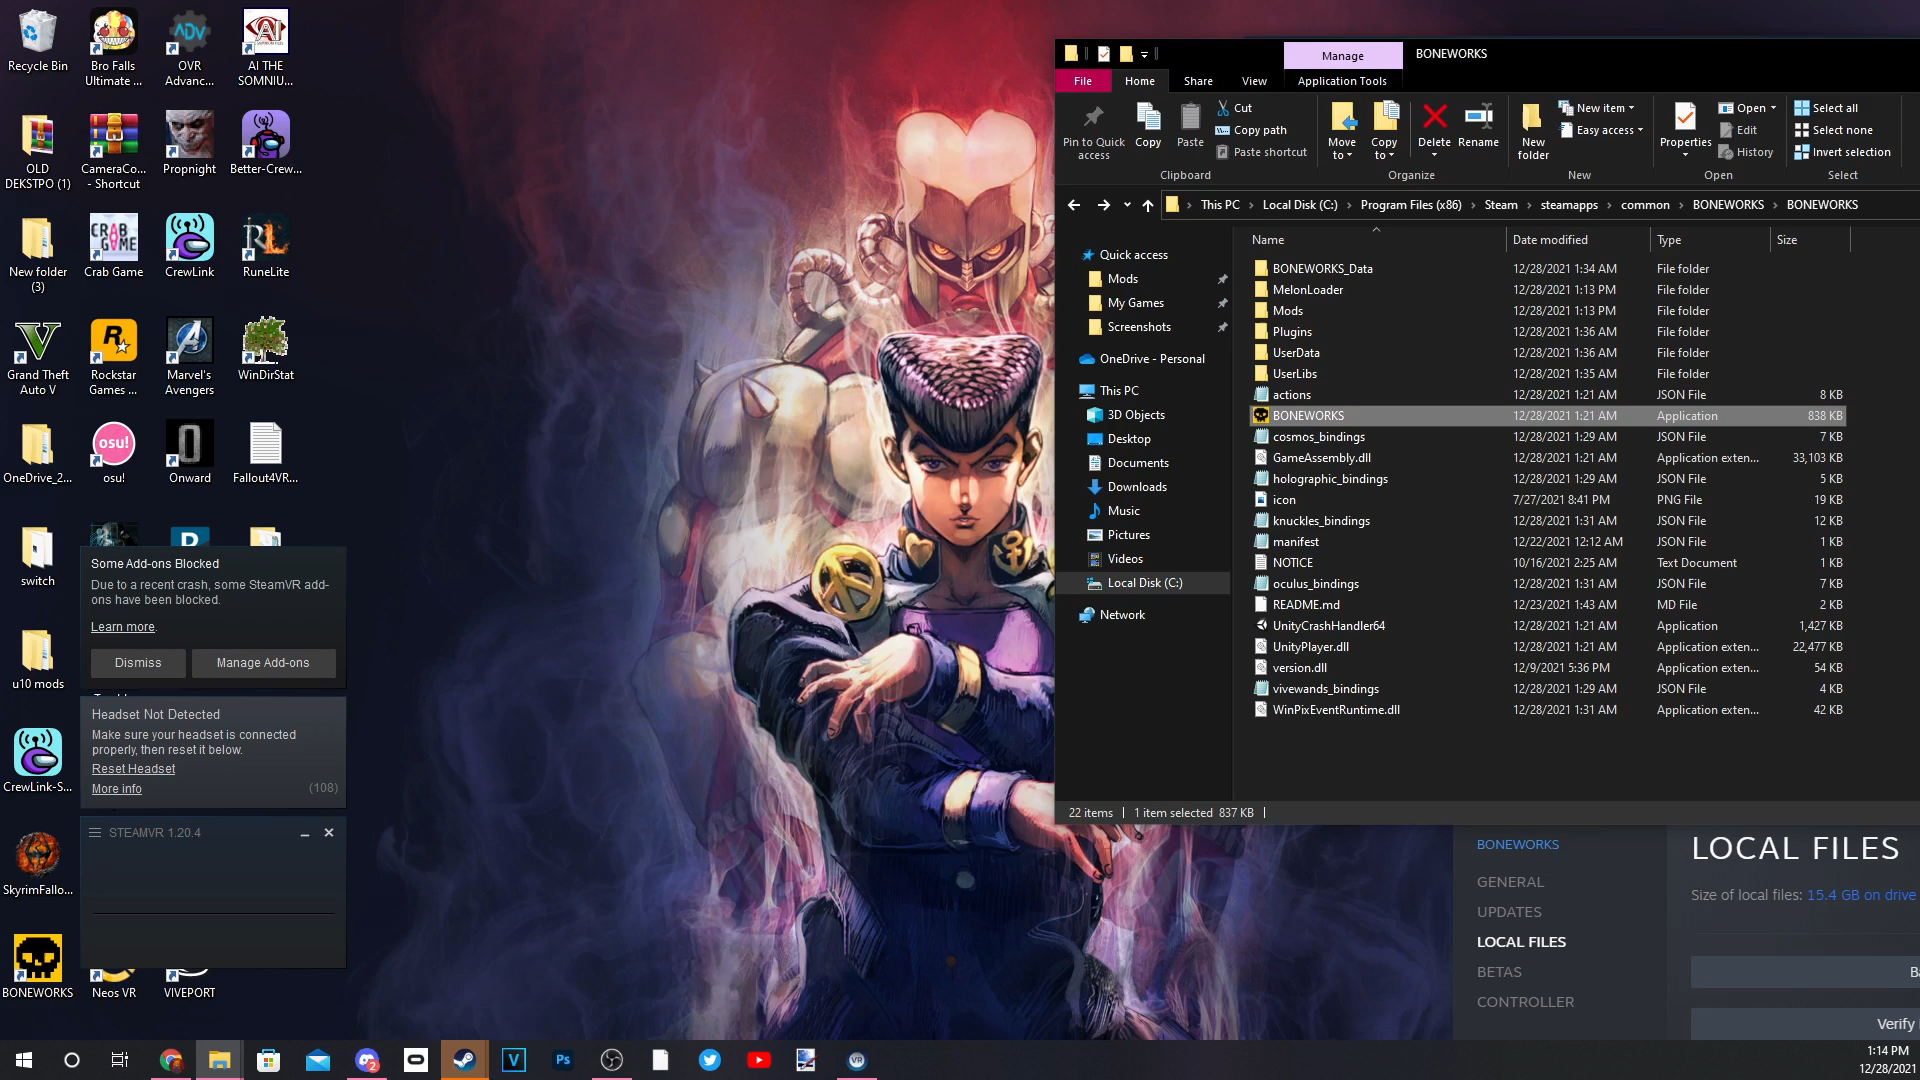 Recycle Bin
Bro Falls
Ultimate ...
OVR
Advanc...
AI THE
SOMNIU...
OLD
DEKSTPO (1)
CameraCo...
- Shortcut
Propnight
Better-Crew...
New folder
(3)
Crab Game
CrewLink
RuneLite
Grand Theft
Auto V
Rockstar
Games ...
Marvel's
Avengers
WinDirStat
OneDrive_2...
osu!
Onward
Fallout4VR...
switch
u10 mods
CrewLink-S...
SkyrimFallo...
BONEWORKS
Neos VR
VIVEPORT
Some Add-ons Blocked
Due to a recent crash, some SteamVR add-
ons have been blocked.
Learn more.
Dismiss
Manage Add-ons
Headset Not Detected
Make sure your headset is connected
properly, then reset it below.
Reset Headset
More info
(108)
STEAMVR 1.20.4
Manage
BONEWORKS
File
Home
Share
View
Application Tools
Pin to Quick
access
Copy
Paste
Cut
Copy path
Paste shortcut
Clipboard
Move
to
Copy
to
Delete
Rename
Organize
New
folder
New item
Easy access
New
Properties
Open
Edit
History
Open
Select all
Select none
Invert selection
Select
This PC > Local Disk (C:) > Program Files (x86) > Steam > steamapps > common > BONEWORKS > BONEWORKS
Name Date modified Type Size
Quick access
Mods
My Games
Screenshots
OneDrive - Personal
This PC
3D Objects
Desktop
Documents
Downloads
Music
Pictures
Videos
Local Disk (C:)
Network
BONEWORKS_Data 12/28/2021 1:34 AM File folder
MelonLoader 12/28/2021 1:13 PM File folder
Mods 12/28/2021 1:13 PM File folder
Plugins 12/28/2021 1:36 AM File folder
UserData 12/28/2021 1:36 AM File folder
UserLibs 12/28/2021 1:35 AM File folder
actions 12/28/2021 1:21 AM JSON File 8 KB
BONEWORKS 12/28/2021 1:21 AM Application 838 KB
cosmos_bindings 12/28/2021 1:29 AM JSON File 7 KB
GameAssembly.dll 12/28/2021 1:21 AM Application exten... 33,103 KB
holographic_bindings 12/28/2021 1:29 AM JSON File 5 KB
icon 7/27/2021 8:41 PM PNG File 19 KB
knuckles_bindings 12/28/2021 1:31 AM JSON File 12 KB
manifest 12/22/2021 12:12 AM JSON File 1 KB
NOTICE 10/16/2021 2:25 AM Text Document 1 KB
oculus_bindings 12/28/2021 1:31 AM JSON File 7 KB
README.md 12/23/2021 1:43 AM MD File 2 KB
UnityCrashHandler64 12/28/2021 1:21 AM Application 1,427 KB
UnityPlayer.dll 12/28/2021 1:21 AM Application exten... 22,477 KB
version.dll 12/9/2021 5:36 PM Application exten... 54 KB
vivewands_bindings 12/28/2021 1:29 AM JSON File 4 KB
WinPixEventRuntime.dll 12/28/2021 1:31 AM Application exten... 42 KB
22 items
1 item selected 837 KB
BONEWORKS
GENERAL
UPDATES
LOCAL FILES
BETAS
CONTROLLER
LOCAL FILES
Size of local files: 15.4 GB on drive
Verify
1:14 PM
12/28/2021